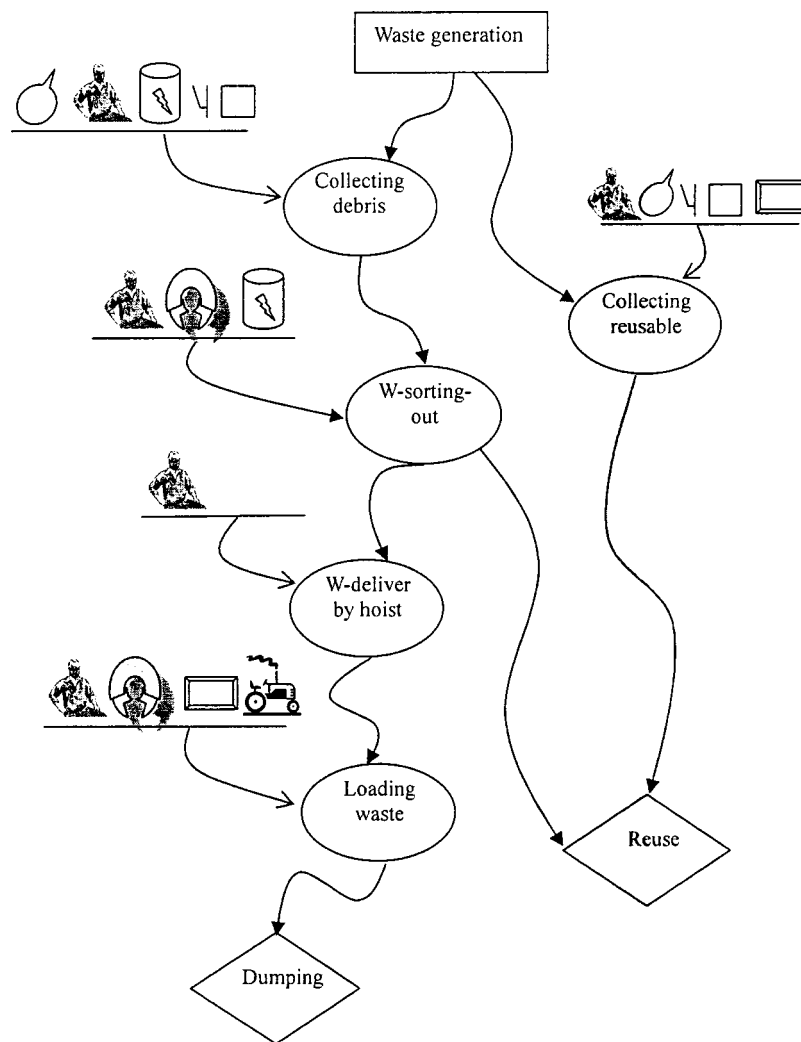 Waste generation
Collecting
debris
Collecting
reusable
W-sorting-
out
W-deliver
by hoist
Loading
waste
Reuse
Dumping